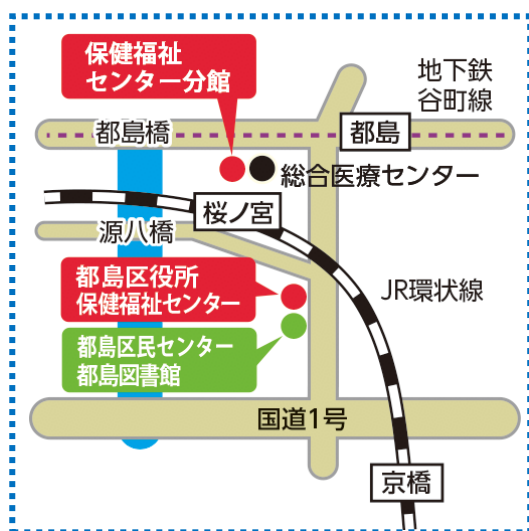 保健福祉
センター分館
地下鉄
谷町線
都島橋
都島
総合医療センター
桜ノ宮
源八橋
都島区役所
保健福祉センター
JR環状線
都島区民センター
都島図書館
国道1号
京橋